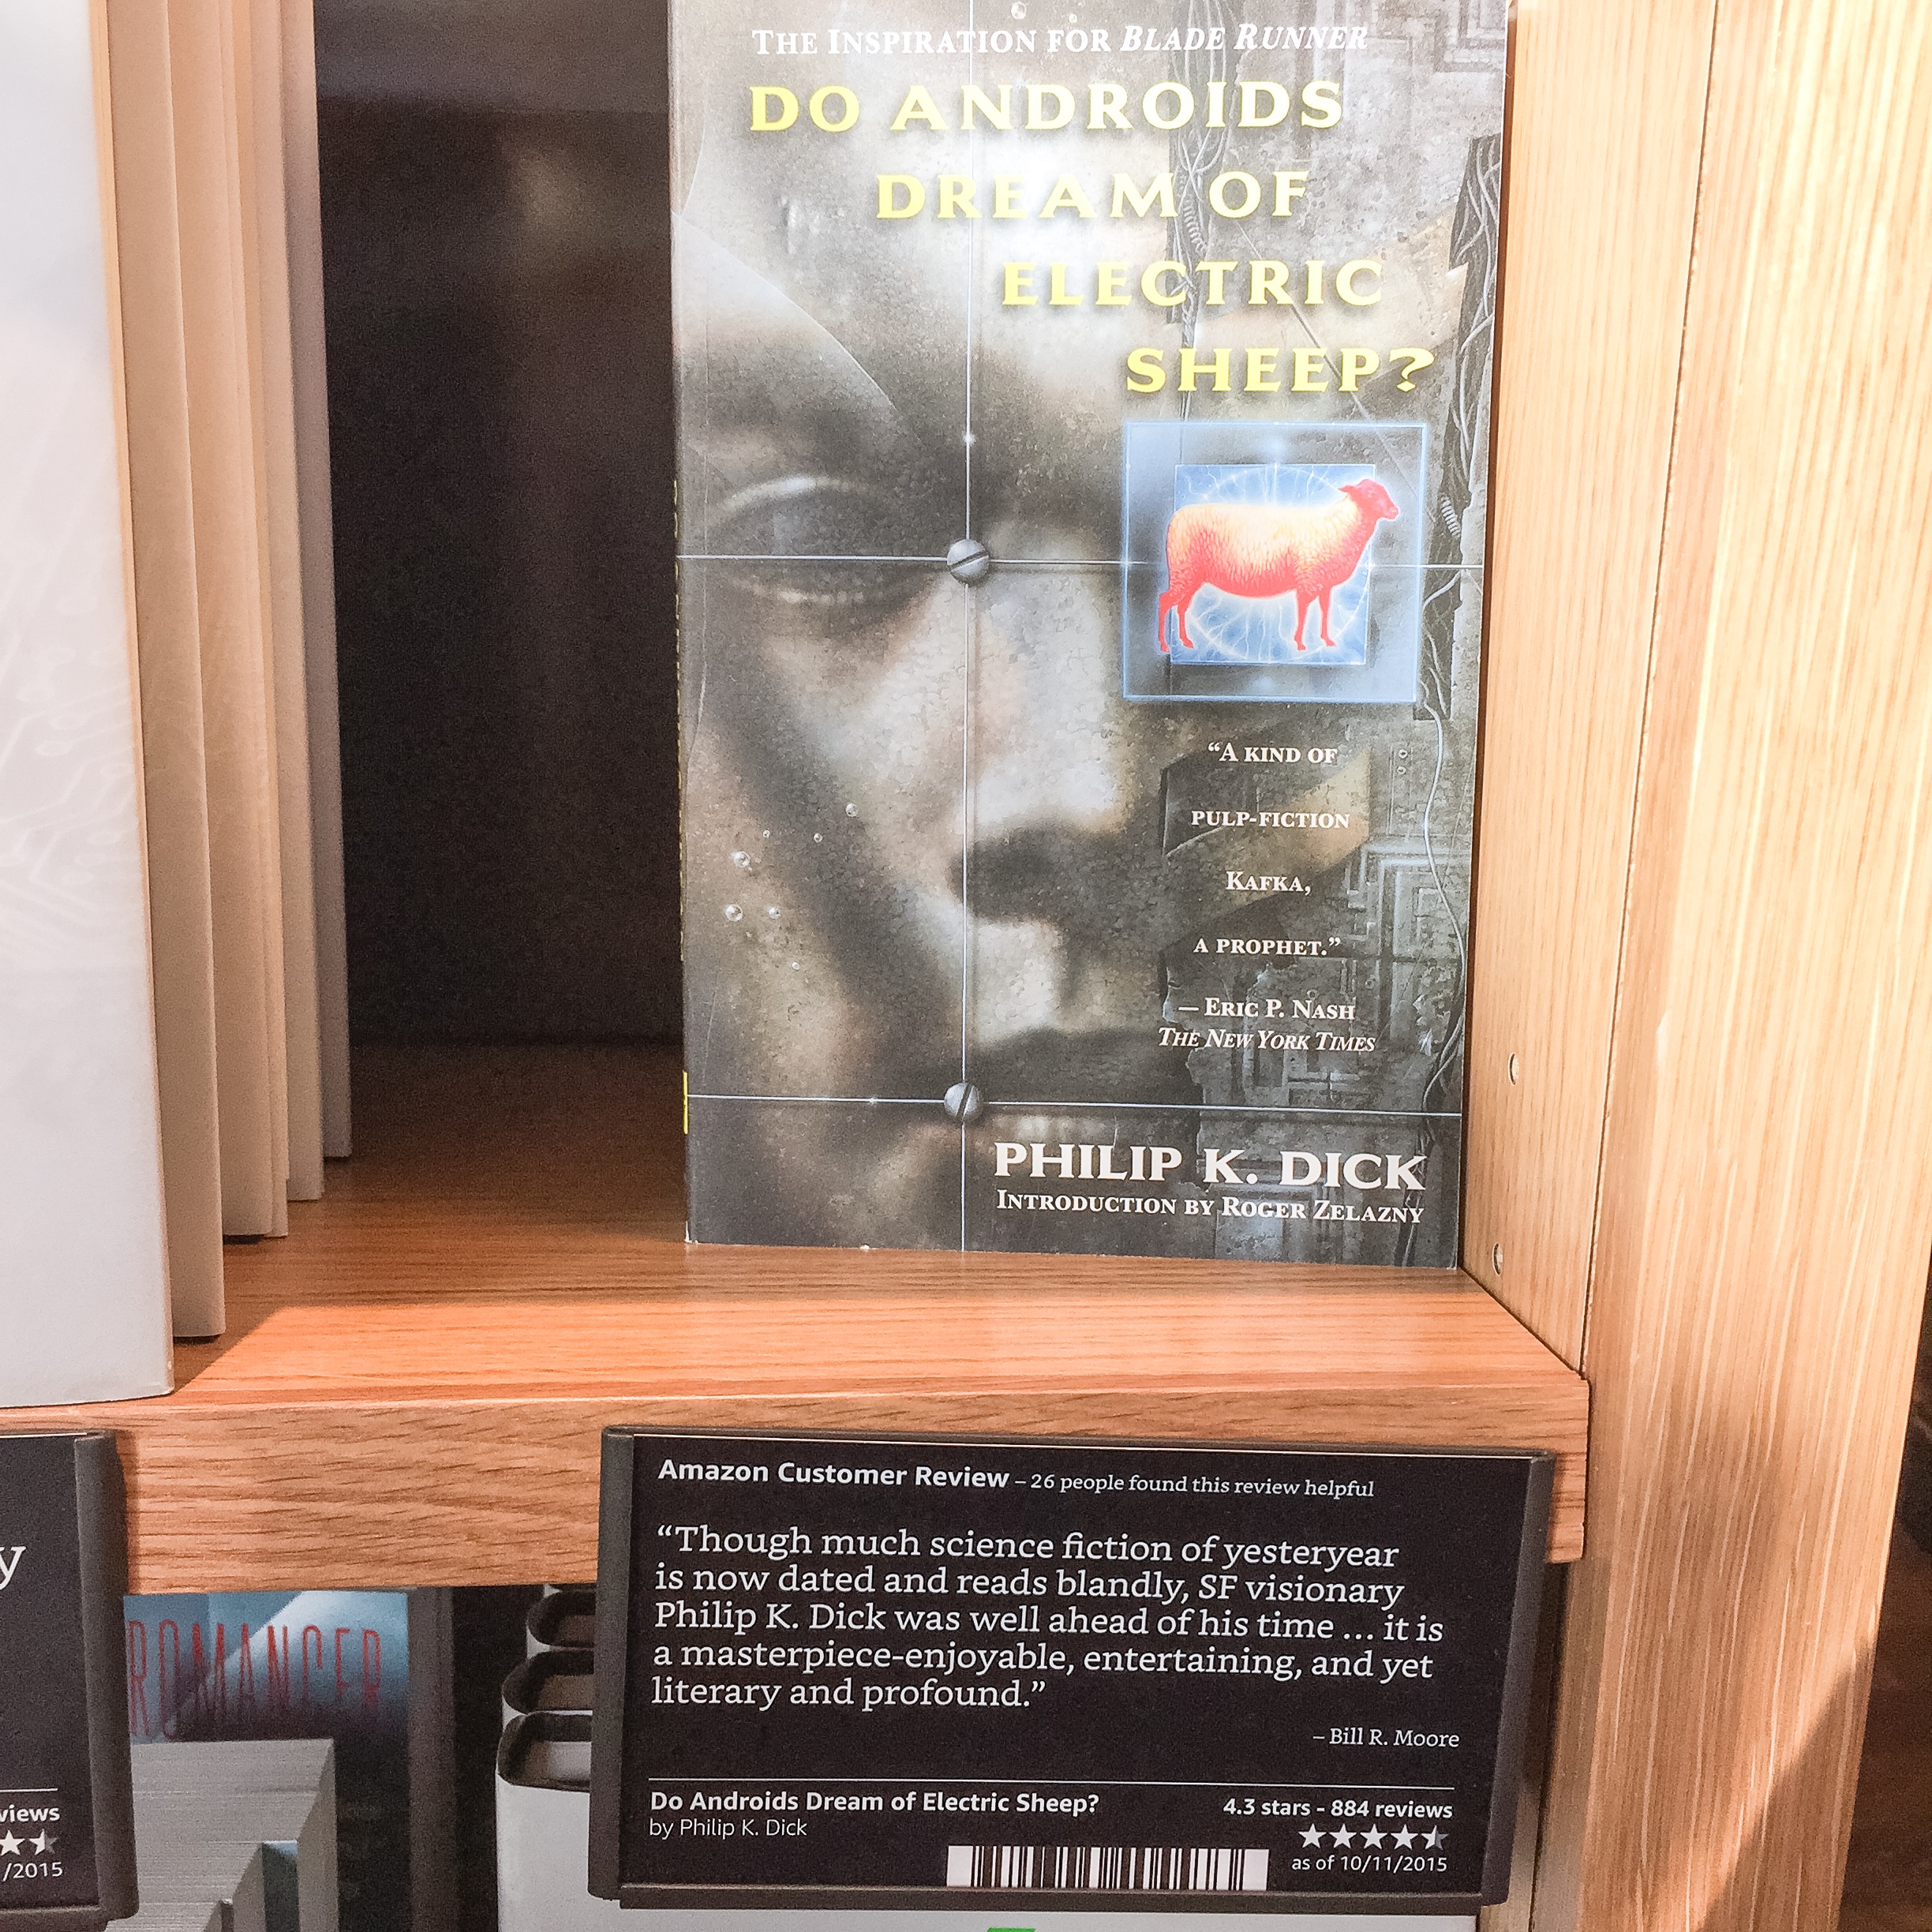 THE INSPIRATION FOR BLADE RUNNER
DO ANDROIDS
DREAM OF
ELECTRIC
SHEEP?
“A KIND OF
PULP-FICTION
KAFKA,
A PROPHET.”
— ERIC P. NASH
THE NEW YORK TIMES
PHILIP K. DICK
INTRODUCTION BY ROGER ZELAZNY
Amazon Customer Review – 26 people found this review helpful
“Though much science fiction of yesteryear
is now dated and reads blandly, SF visionary
Philip K. Dick was well ahead of his time ... it is
a masterpiece-enjoyable, entertaining, and yet
literary and profound.”
– Bill R. Moore
Do Androids Dream of Electric Sheep?
by Philip K. Dick
4.3 stars - 884 reviews
as of 10/11/2015
y
views
/2015
ROMANCER